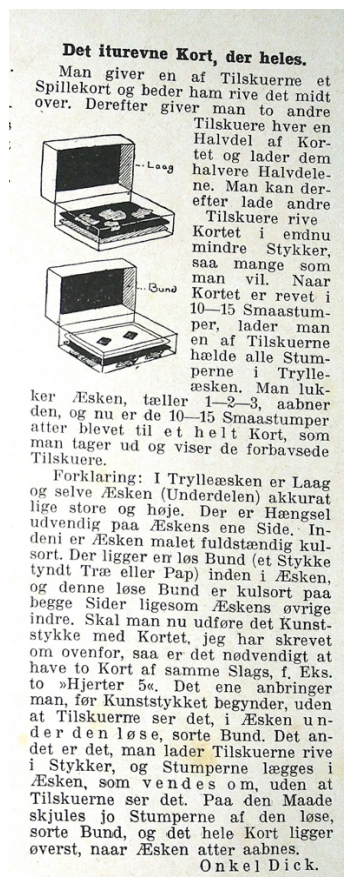 Det iturevne Kort, der heles.
Man giver en af Tilskuerne et
Spillekort og beder ham rive det midt
over. Derefter giver man to andre
Tilskuere hver en
Halvdel af Kor-
tet og lader dem
halvere Halvdele-
ne. Man kan der-
efter lade andre
Tilskuere rive
Kortet i endnu
mindre Stykker,
saa mange som
man vil. Naar
Kortet er revet i
10—15 Smaastum-
per, lader man
en af Tilskuerne
hælde alle Stum-
perne i Trylle-
æsken. Man luk-
ker Æsken, tæller 1—2—3, aabner
den, og nu er de 10—15 Smaastumper
atter blevet til et helt Kort, som
man tager ud og viser de forbavsede
Tilskuere.
Laag
Bund
Forklaring: I Trylleæsken er Laag
og selve Æsken (Underdelen) akkurat
lige store og høje. Der er Hængsel
udvendig paa Æskens ene Side. In-
deni er Æsken malet fuldstændig kul-
sort. Der ligger en løs Bund (et Stykke
tyndt Træ eller Pap) inden i Æsken,
og denne løse Bund er kulsort paa
begge Sider ligesom Æskens øvrige
indre. Skal man nu udføre det Kunst-
stykke med Kortet, jeg har skrevet
om ovenfor, saa er det nødvendigt at
have to Kort af samme Slags, f. Eks.
to »Hjerter 5«. Det ene anbringer
man, før Kunststykket begynder, uden
at Tilskuerne ser det, i Æsken un-
der den løse, sorte Bund. Det an-
det er det, man lader Tilskuerne rive
i Stykker, og Stumperne lægges i
Æsken, som vendes om, uden at
Tilskuerne ser det. Paa den Maade
skjules jo Stumperne af den løse,
sorte Bund, og det hele Kort ligger
øverst, naar Æsken atter aabnes.
Onkel Dick.